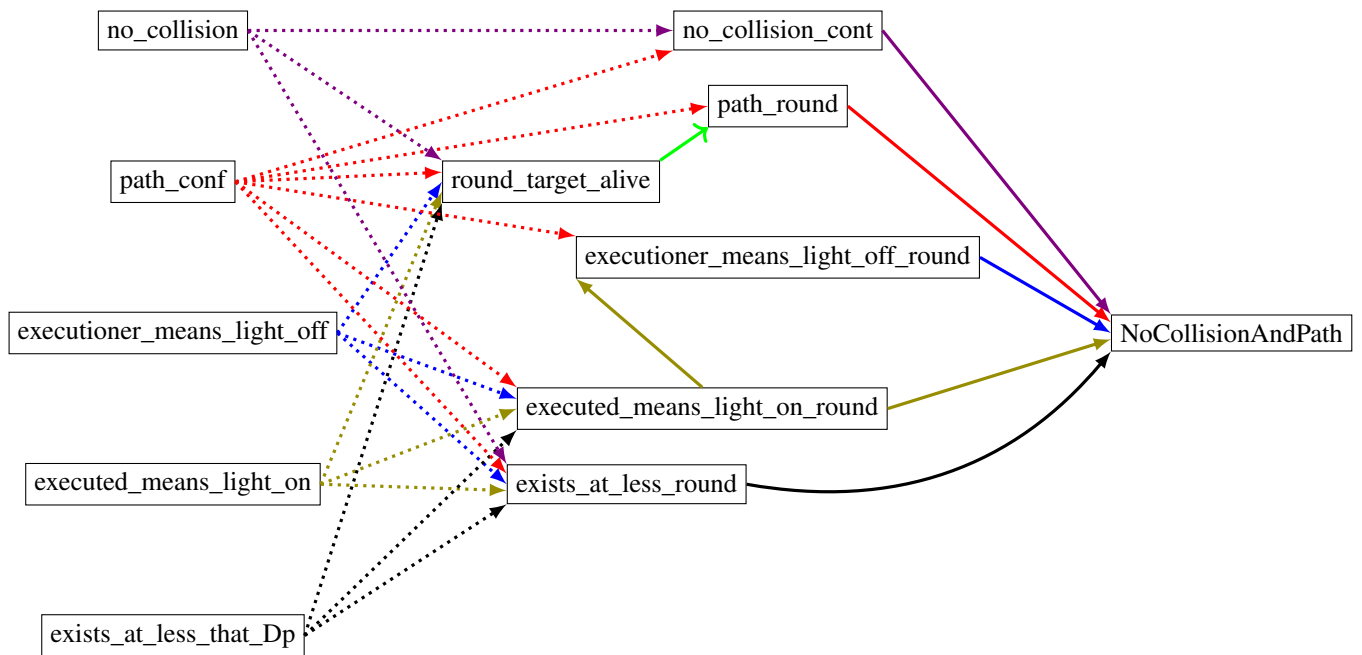 no_collision
no_collision_cont
path_round
path_conf
round_target_alive
executioner_means_light_off_round
executioner_means_light_off
NoCollisionAndPath
executed_means_light_on_round
executed_means_light_on
exists_at_less_round
exists_at_less_that_Dp